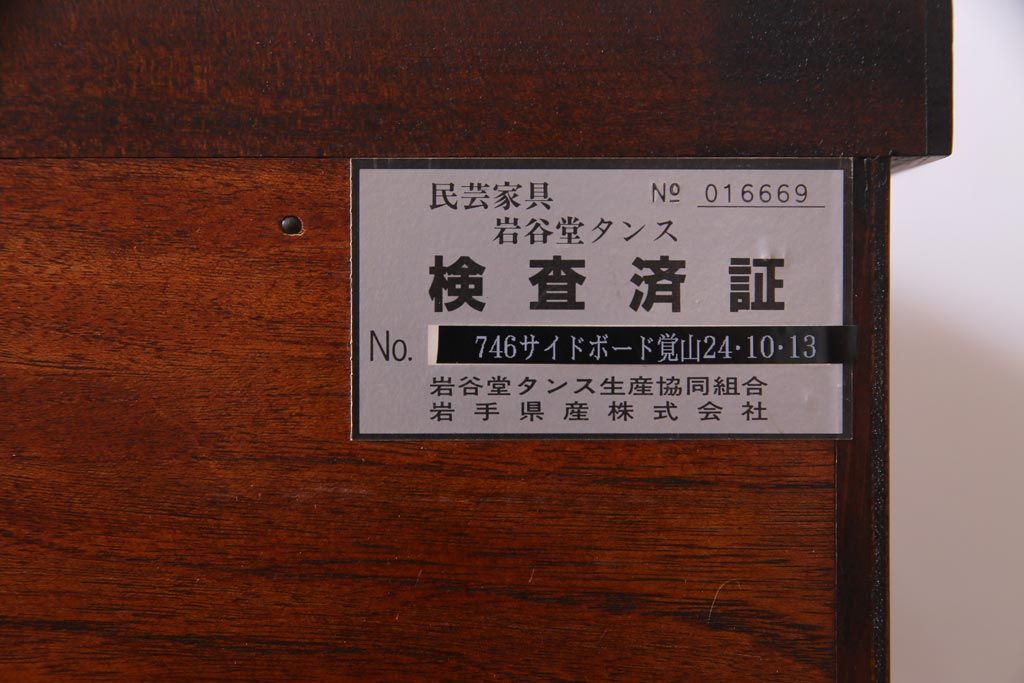 民芸家具 № 016669
岩谷堂タンス
検査済証
No. 746サイドボード覚山24・10・13
岩谷堂タンス生産協同組合
岩手県産株式会社